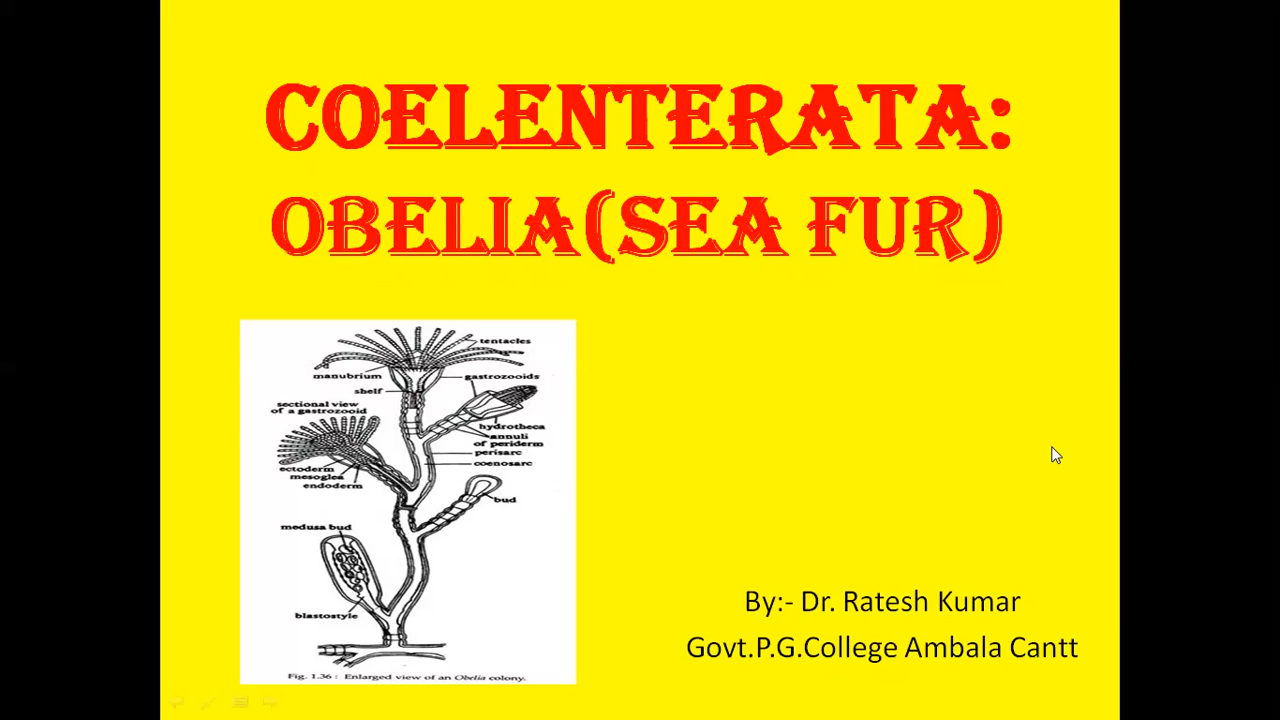 COELENTERATA:
OBELIA(SEA FUR)
tentacles
manubrium
gastrozooids
shelf
sectional view
of a gastrozooid
hydrotheca
annuli
of periderm
perisarc
coenosarc
ectoderm
mesoglea
endoderm
bud
medusa bud
blastostyle
Fig. 1.36 : Enlarged view of an Obelia colony.
By:- Dr. Ratesh Kumar
Govt.P.G.College Ambala Cantt